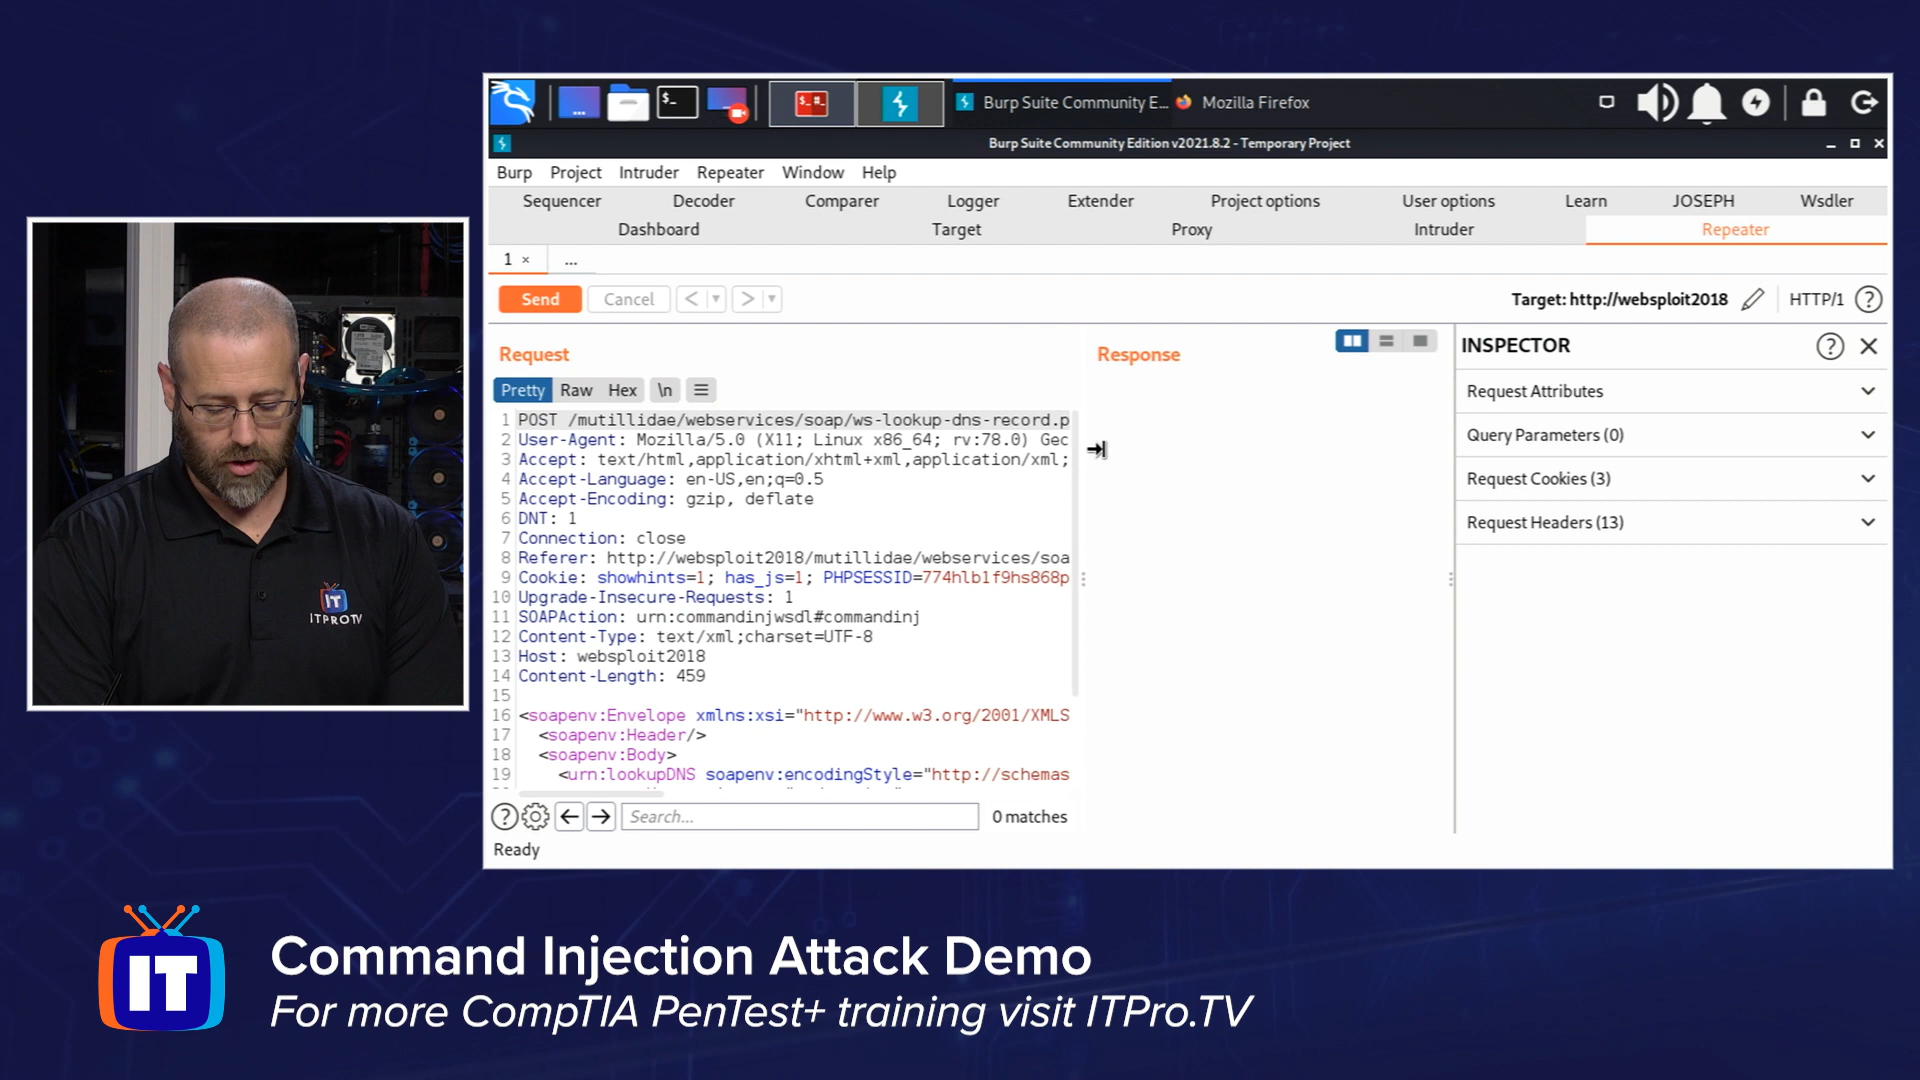 Burp Suite Community E...
Mozilla Firefox
Burp Suite Community Edition v2021.8.2 - Temporary Project
Burp Project Intruder Repeater Window Help
Sequencer Decoder Comparer Logger Extender Project options User options Learn JOSEPH Wsdler
Dashboard Target Proxy Intruder Repeater
1 × ...
Send Cancel < > Target: http://websploit2018 HTTP/1 ?
Request
Response
INSPECTOR
Pretty Raw Hex \n
Request Attributes
Query Parameters (0)
Request Cookies (3)
Request Headers (13)
1 POST /mutillidae/webservices/soap/ws-lookup-dns-record.p
2 User-Agent: Mozilla/5.0 (X11; Linux x86_64; rv:78.0) Gec
3 Accept: text/html,application/xhtml+xml,application/xml;
4 Accept-Language: en-US,en;q=0.5
5 Accept-Encoding: gzip, deflate
6 DNT: 1
7 Connection: close
8 Referer: http://websploit2018/mutillidae/webservices/soa
9 Cookie: showhints=1; has_js=1; PHPSESSID=774hlb1f9hs868p
10 Upgrade-Insecure-Requests: 1
11 SOAPAction: urn:commandinjwsdl#commandinj
12 Content-Type: text/xml;charset=UTF-8
13 Host: websploit2018
14 Content-Length: 459
15
16 <soapenv:Envelope xmlns:xsi="http://www.w3.org/2001/XMLS
17 <soapenv:Header/>
18 <soapenv:Body>
19 <urn:lookupDNS soapenv:encodingStyle="http://schemas
Search... 0 matches
Ready
IT
ITPROTV
IT
Command Injection Attack Demo
For more CompTIA PenTest+ training visit ITPro.TV